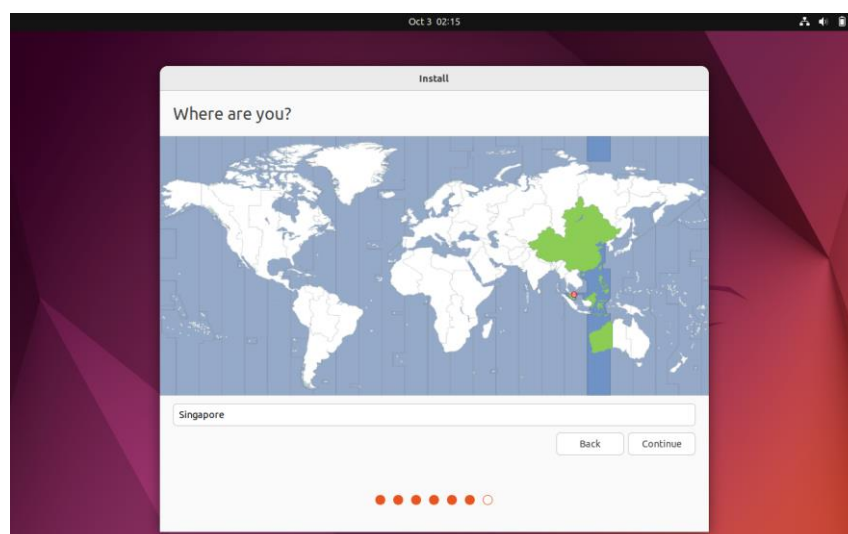 Oct 3 02:15
Install
Where are you?
Singapore
Back
Continue